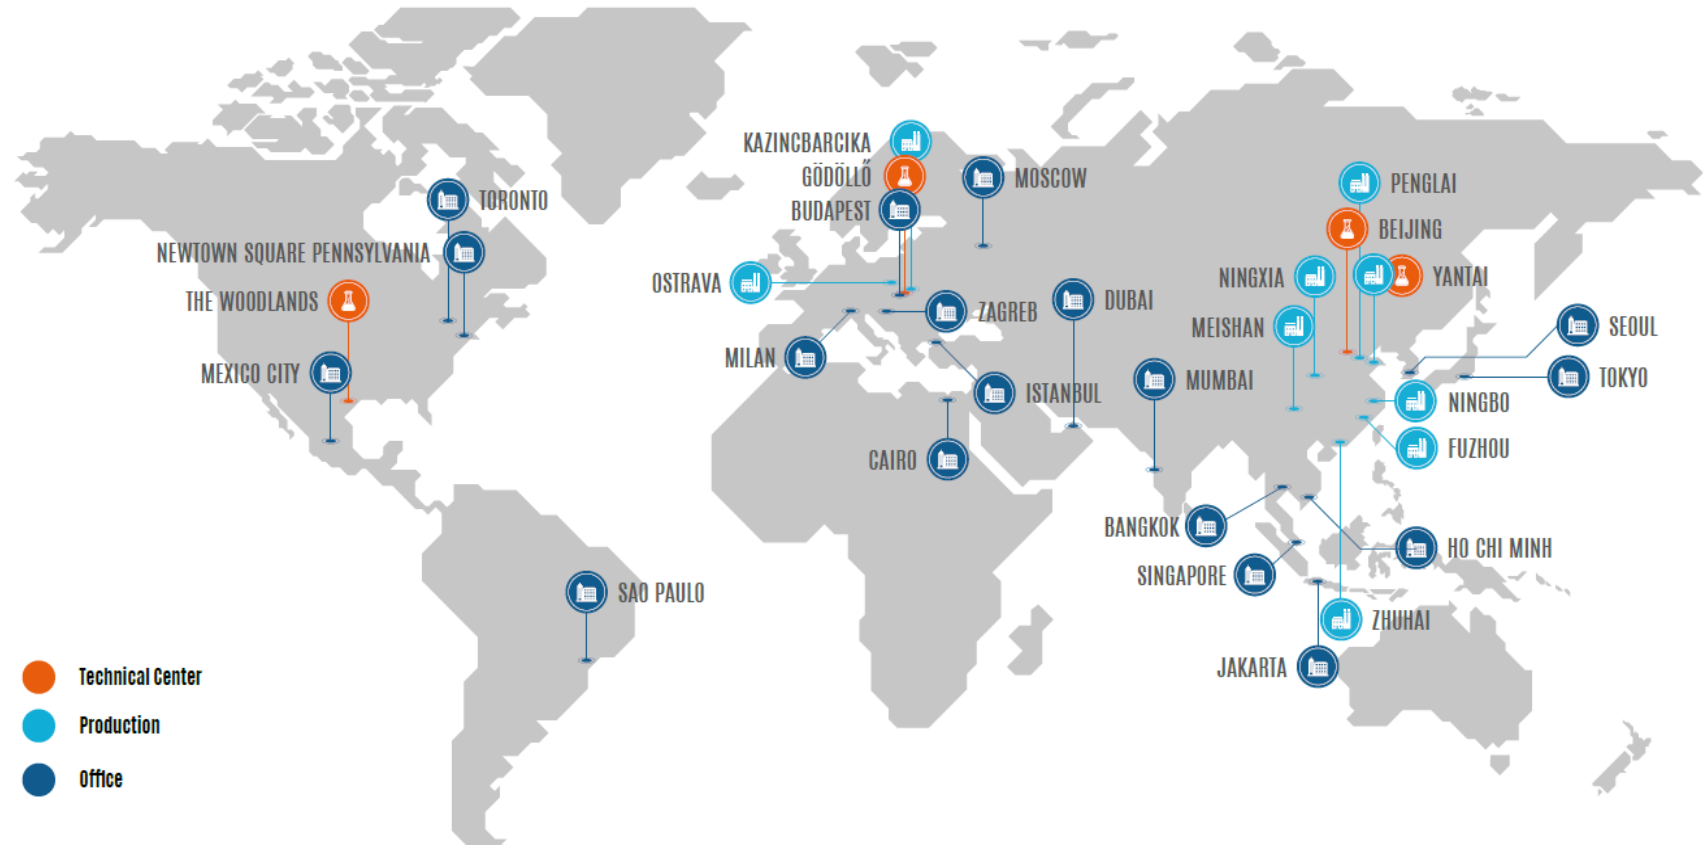 KAZINCBARCIKA
GÖDÖLLŐ
BUDAPEST
MOSCOW
PENGLAI
TORONTO
BEIJING
NEWTOWN SQUARE PENNSYLVANIA
OSTRAVA
NINGXIA
YANTAI
THE WOODLANDS
ZAGREB
DUBAI
MEISHAN
SEOUL
MILAN
MEXICO CITY
ISTANBUL
MUMBAI
TOKYO
NINGBO
CAIRO
FUZHOU
BANGKOK
HO CHI MINH
SINGAPORE
SAO PAULO
ZHUHAI
JAKARTA
Technical Center
Production
Office